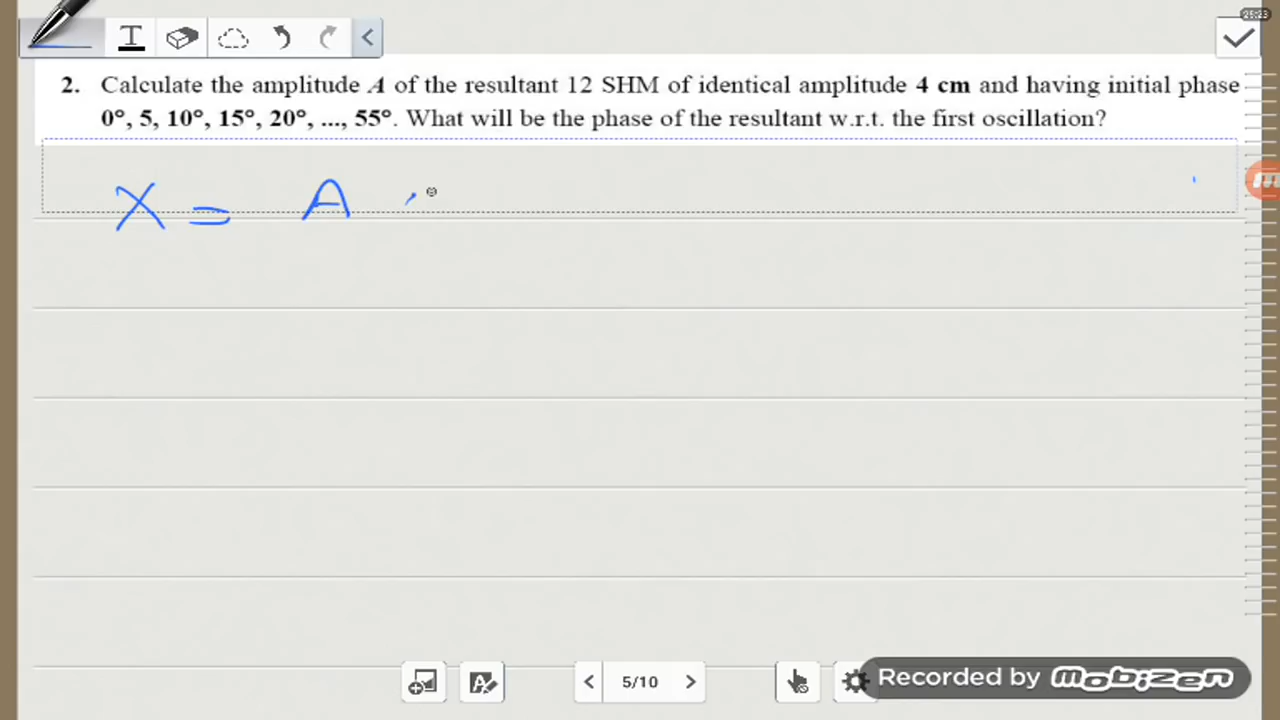 25:23
T
2. Calculate the amplitude A of the resultant 12 SHM of identical amplitude 4 cm and having initial phase
0°, 5, 10°, 15°, 20°, ..., 55°. What will be the phase of the resultant w.r.t. the first oscillation?
X = A
5/10
Recorded by mobizen